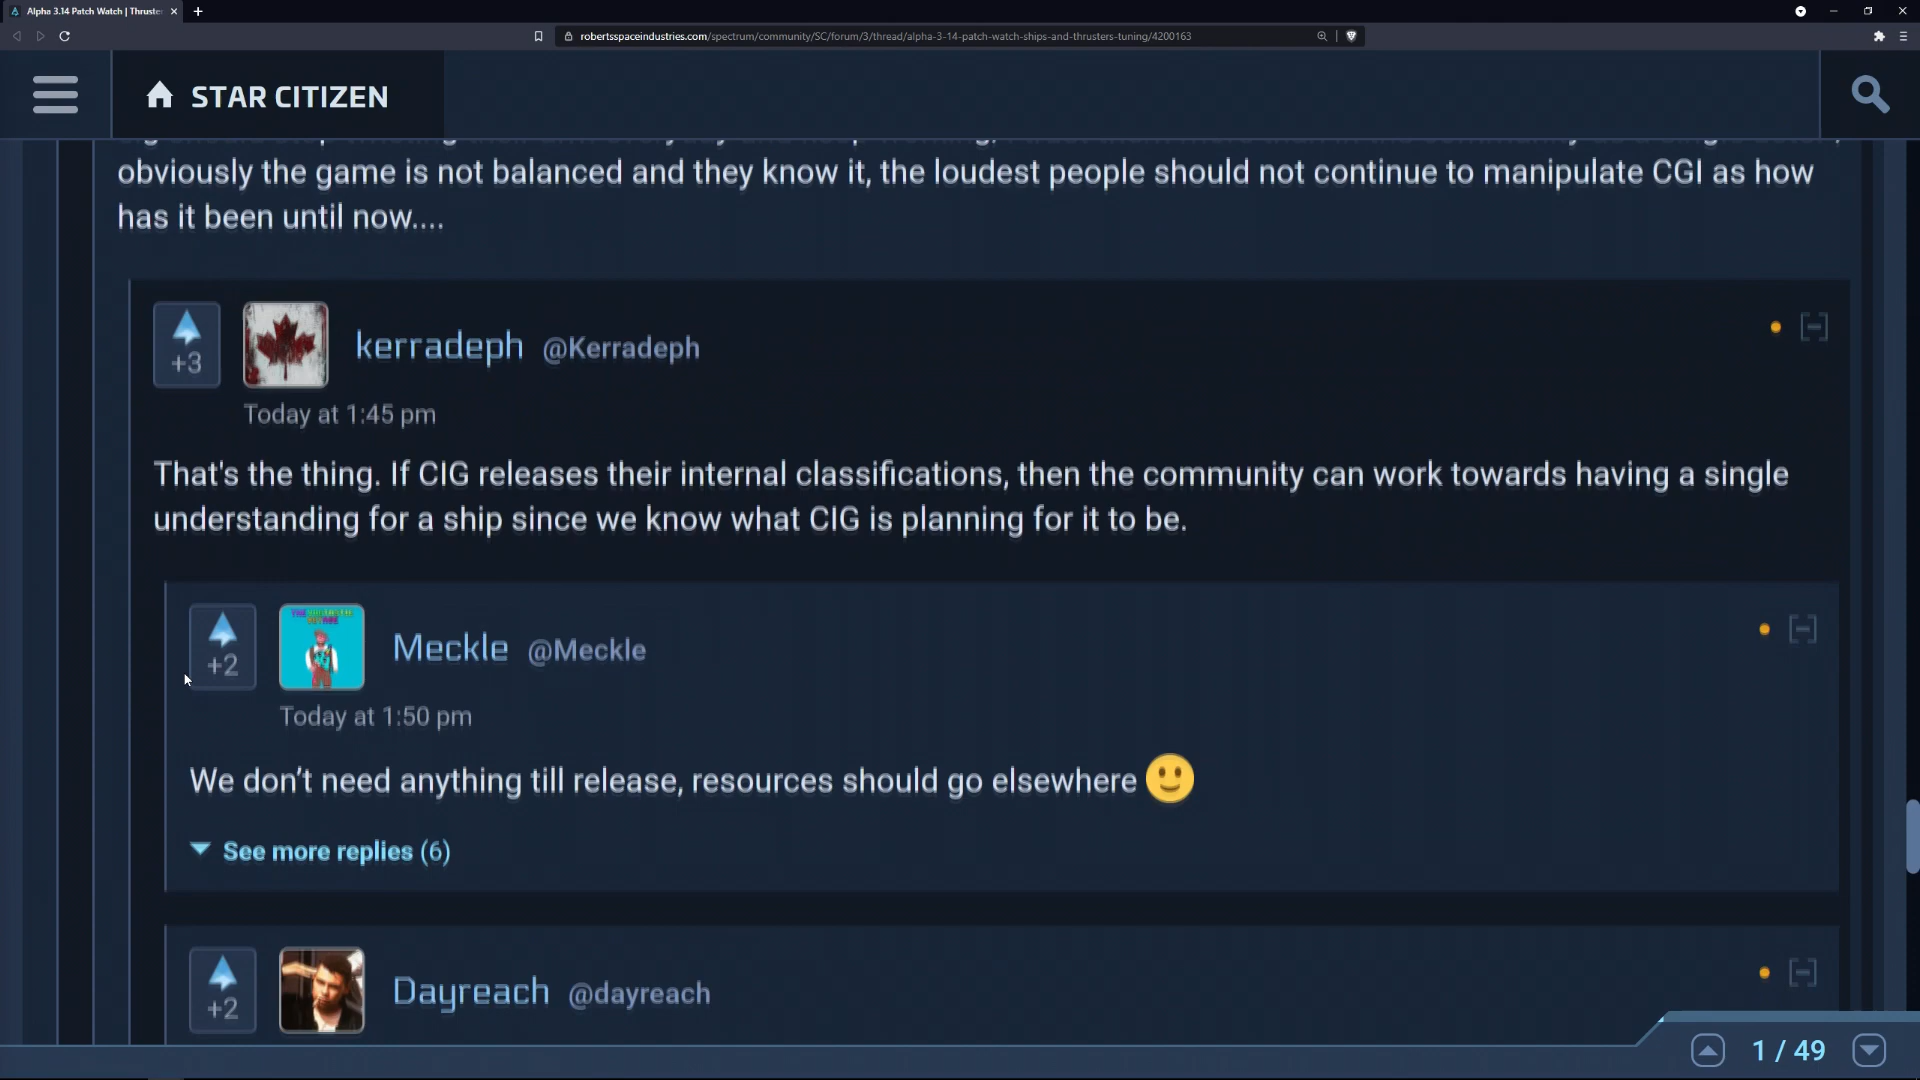 Alpha 3.14 Patch Watch | Thruste
robertsspaceindustries.com/spectrum/community/SC/forum/3/thread/alpha-3-14-patch-watch-ships-and-thrusters-tuning/4200163
STAR CITIZEN
obviously the game is not balanced and they know it, the loudest people should not continue to manipulate CGI as how
has it been until now....
+3
kerradeph @Kerradeph
Today at 1:45 pm
That's the thing. If CIG releases their internal classifications, then the community can work towards having a single
understanding for a ship since we know what CIG is planning for it to be.
+2
Meckle @Meckle
Today at 1:50 pm
We don't need anything till release, resources should go elsewhere
See more replies (6)
+2
Dayreach @dayreach
1 / 49